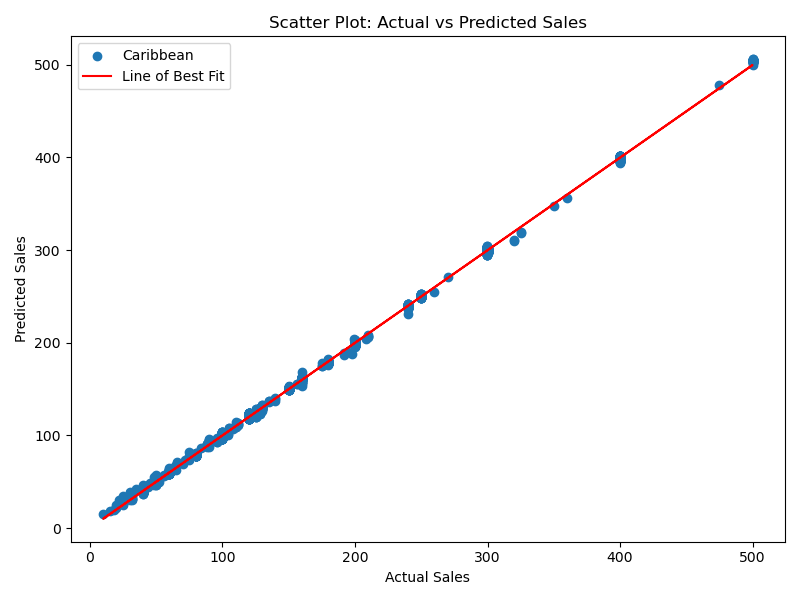 Scatter Plot: Actual vs Predicted Sales
Caribbean
Line of Best Fit
500
400
300
200
100
0
Predicted Sales
0 100 200 300 400 500
Actual Sales